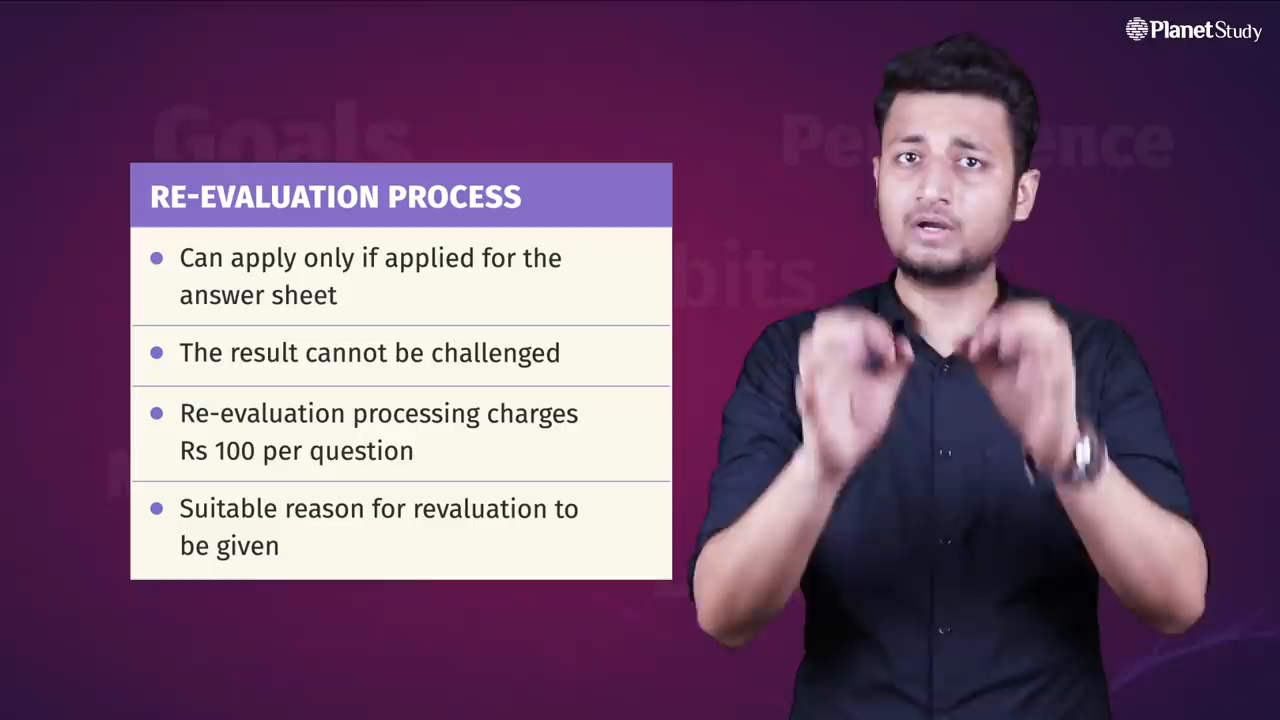 PlanetStudy
Goals
RE-EVALUATION PROCESS
Can apply only if applied for the
answer sheet
The result cannot be challenged
Re-evaluation processing charges
Rs 100 per question
Suitable reason for revaluation to
be given